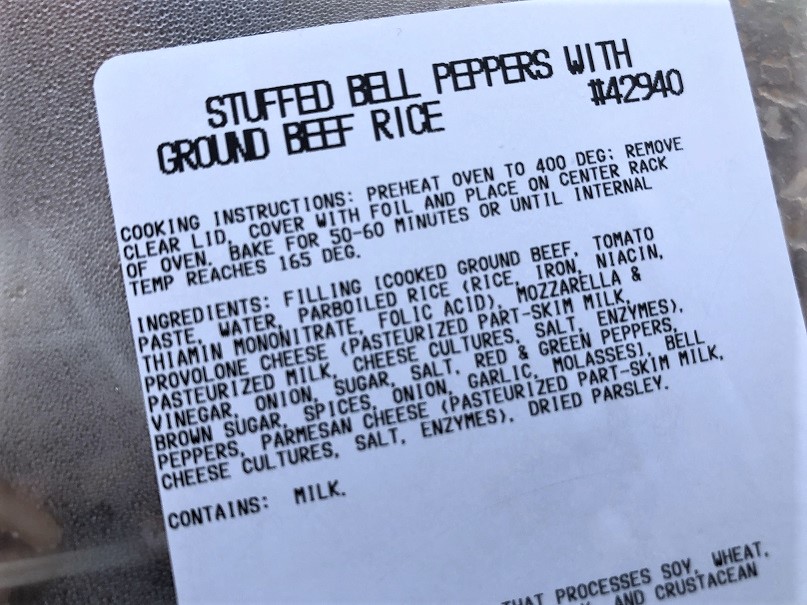 STUFFED BELL PEPPERS WITH
#42940
GROUND BEEF RICE
COOKING INSTRUCTIONS: PREHEAT OVEN TO 400 DEG; REMOVE
CLEAR LID, COVER WITH FOIL AND PLACE ON CENTER RACK
OF OVEN. BAKE FOR 50-60 MINUTES OR UNTIL INTERNAL
TEMP REACHES 165 DEG.
INGREDIENTS: FILLING [COOKED GROUND BEEF, TOMATO
PASTE, WATER, PARBOILED RICE (RICE, IRON, NIACIN,
THIAMIN MONONITRATE, FOLIC ACID), MOZZARELLA &
PROVOLONE CHEESE (PASTEURIZED PART-SKIM MILK,
PASTEURIZED MILK, CHEESE CULTURES, SALT, ENZYMES),
VINEGAR, ONION, SUGAR, SALT, RED & GREEN PEPPERS,
BROWN SUGAR, SPICES, ONION, GARLIC, MOLASSES], BELL
PEPPERS, PARMESAN CHEESE (PASTEURIZED PART-SKIM MILK,
CHEESE CULTURES, SALT, ENZYMES), DRIED PARSLEY.
CONTAINS: MILK.
THAT PROCESSES SOY, WHEAT,
AND CRUSTACEAN